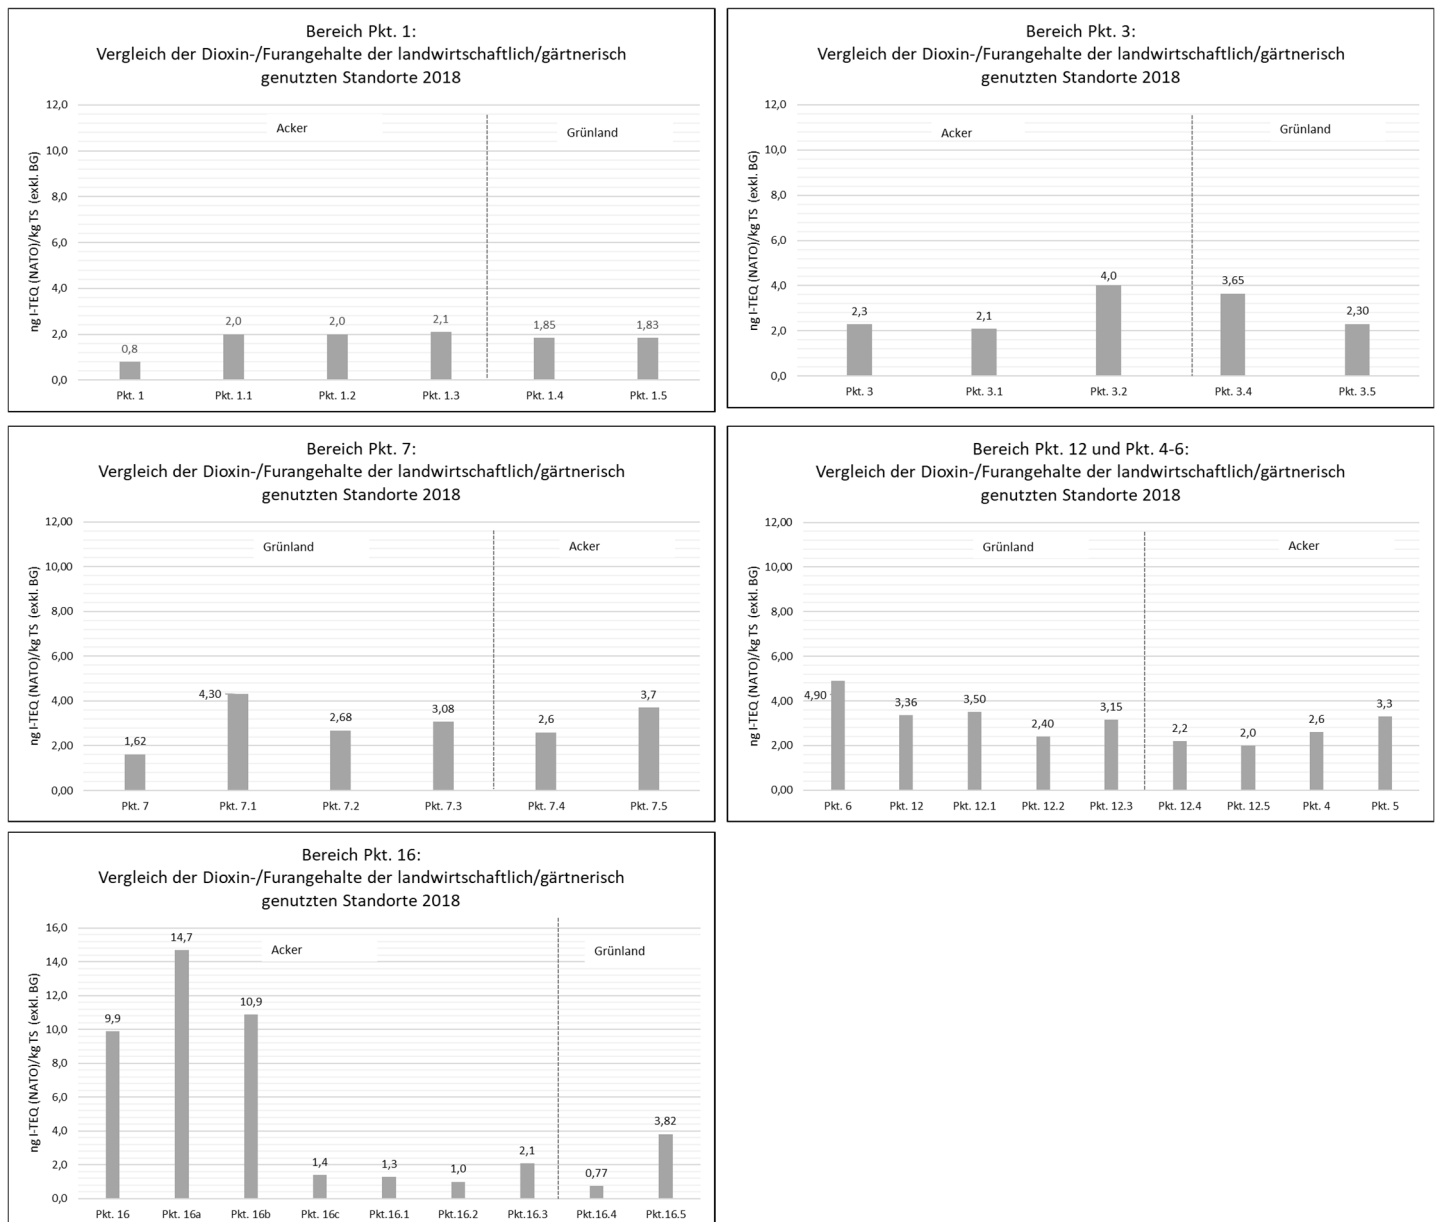 Bereich Pkt. 1:
Vergleich der Dioxin-/Furangehalte der landwirtschaftlich/gärtnerisch
genutzten Standorte 2018
ng I-TEQ (NATO)/kg TS (exkl. BG)
12,0
10,0
8,0
6,0
4,0
2,0
0,0
Acker
Grünland
0,8
2,0
2,0
2,1
1,85
1,83
Pkt. 1
Pkt. 1.1
Pkt. 1.2
Pkt. 1.3
Pkt. 1.4
Pkt. 1.5
Bereich Pkt. 3:
Vergleich der Dioxin-/Furangehalte der landwirtschaftlich/gärtnerisch
genutzten Standorte 2018
ng I-TEQ (NATO)/kg TS (exkl. BG)
12,0
10,0
8,0
6,0
4,0
2,0
0,0
Acker
Grünland
2,3
2,1
4,0
3,65
2,30
Pkt. 3
Pkt. 3.1
Pkt. 3.2
Pkt. 3.4
Pkt. 3.5
Bereich Pkt. 7:
Vergleich der Dioxin-/Furangehalte der landwirtschaftlich/gärtnerisch
genutzten Standorte 2018
ng I-TEQ (NATO)/kg TS (exkl. BG)
12,00
10,00
8,00
6,00
4,00
2,00
0,00
Grünland
Acker
1,62
4,30
2,68
3,08
2,6
3,7
Pkt. 7
Pkt. 7.1
Pkt. 7.2
Pkt. 7.3
Pkt. 7.4
Pkt. 7.5
Bereich Pkt. 12 und Pkt. 4-6:
Vergleich der Dioxin-/Furangehalte der landwirtschaftlich/gärtnerisch
genutzten Standorte 2018
ng I-TEQ (NATO)/kg TS (exkl. BG)
12,00
10,00
8,00
6,00
4,00
2,00
0,00
Grünland
Acker
4,90
3,36
3,50
2,40
3,15
2,2
2,0
2,6
3,3
Pkt. 6
Pkt. 12
Pkt. 12.1
Pkt. 12.2
Pkt. 12.3
Pkt. 12.4
Pkt. 12.5
Pkt. 4
Pkt. 5
Bereich Pkt. 16:
Vergleich der Dioxin-/Furangehalte der landwirtschaftlich/gärtnerisch
genutzten Standorte 2018
ng I-TEQ (NATO)/kg TS (exkl. BG)
16,0
14,0
12,0
10,0
8,0
6,0
4,0
2,0
0,0
Acker
Grünland
9,9
14,7
10,9
1,4
1,3
1,0
2,1
0,77
3,82
Pkt. 16
Pkt. 16a
Pkt. 16b
Pkt. 16c
Pkt.16.1
Pkt.16.2
Pkt.16.3
Pkt.16.4
Pkt.16.5